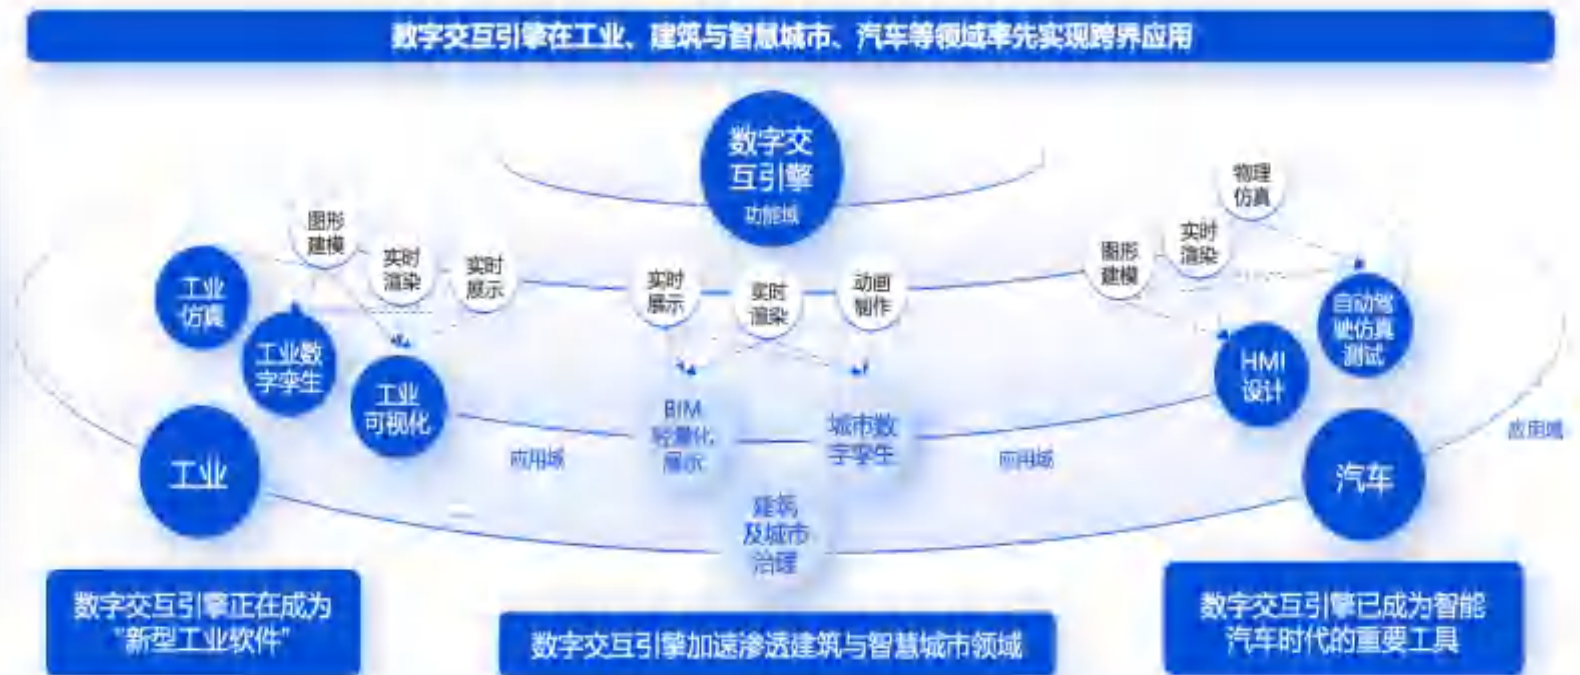 数字交互引擎在工业、建筑与智慧城市、汽车等领域率先实现跨界应用
数字交
互引擎
功能域
图形
建模
实时
渲染
实时
展示
实时
展示
实时
渲染
动画
制作
图形
建模
实时
渲染
物理
仿真
工业
仿真
工业数
字孪生
工业
可视化
BIM
轻量化
展示
城市数
字孪生
HMI
设计
自动驾
驶仿真
测试
应用域
应用域
应用域
工业
建筑
及城市
治理
汽车
数字交互引擎正在成为
“新型工业软件”
数字交互引擎加速渗透建筑与智慧城市领域
数字交互引擎已成为智能
汽车时代的重要工具